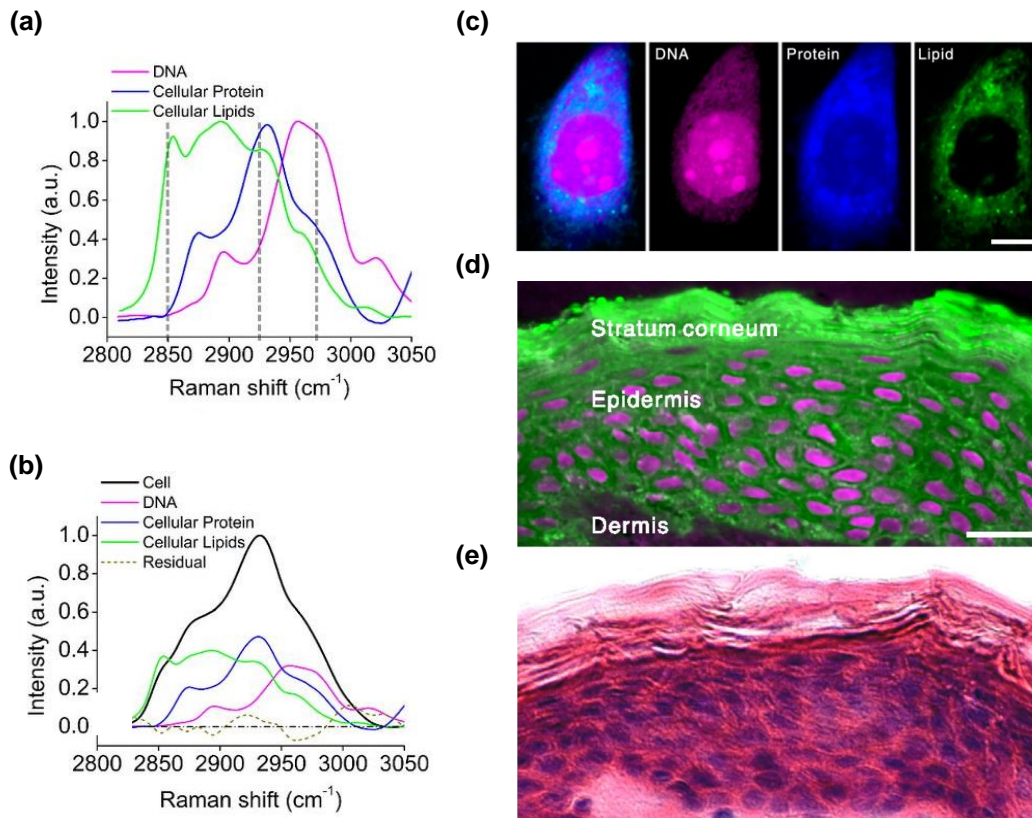 (a)
DNA
Cellular Protein
Cellular Lipids
Intensity (a.u.)
1.0
0.8
0.6
0.4
0.2
0.0
2800 2850 2900 2950 3000 3050
Raman shift (cm⁻¹)
(b)
Cell
DNA
Cellular Protein
Cellular Lipids
Residual
Intensity (a.u.)
1.0
0.8
0.6
0.4
0.2
0.0
2800 2850 2900 2950 3000 3050
Raman shift (cm⁻¹)
(c)
DNA Protein Lipid
(d)
Stratum corneum
Epidermis
Dermis
(e)